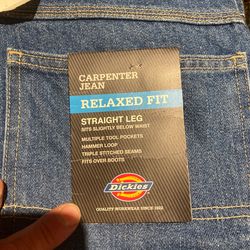 CARPENTER
JEAN
RELAXED FIT
STRAIGHT LEG
SITS SLIGHTLY BELOW WAIST
MULTIPLE TOOL POCKETS
HAMMER LOOP
TRIPLE STITCHED SEAMS
FITS OVER BOOTS
Dickies
QUALITY WORKWEAR SINCE 1922